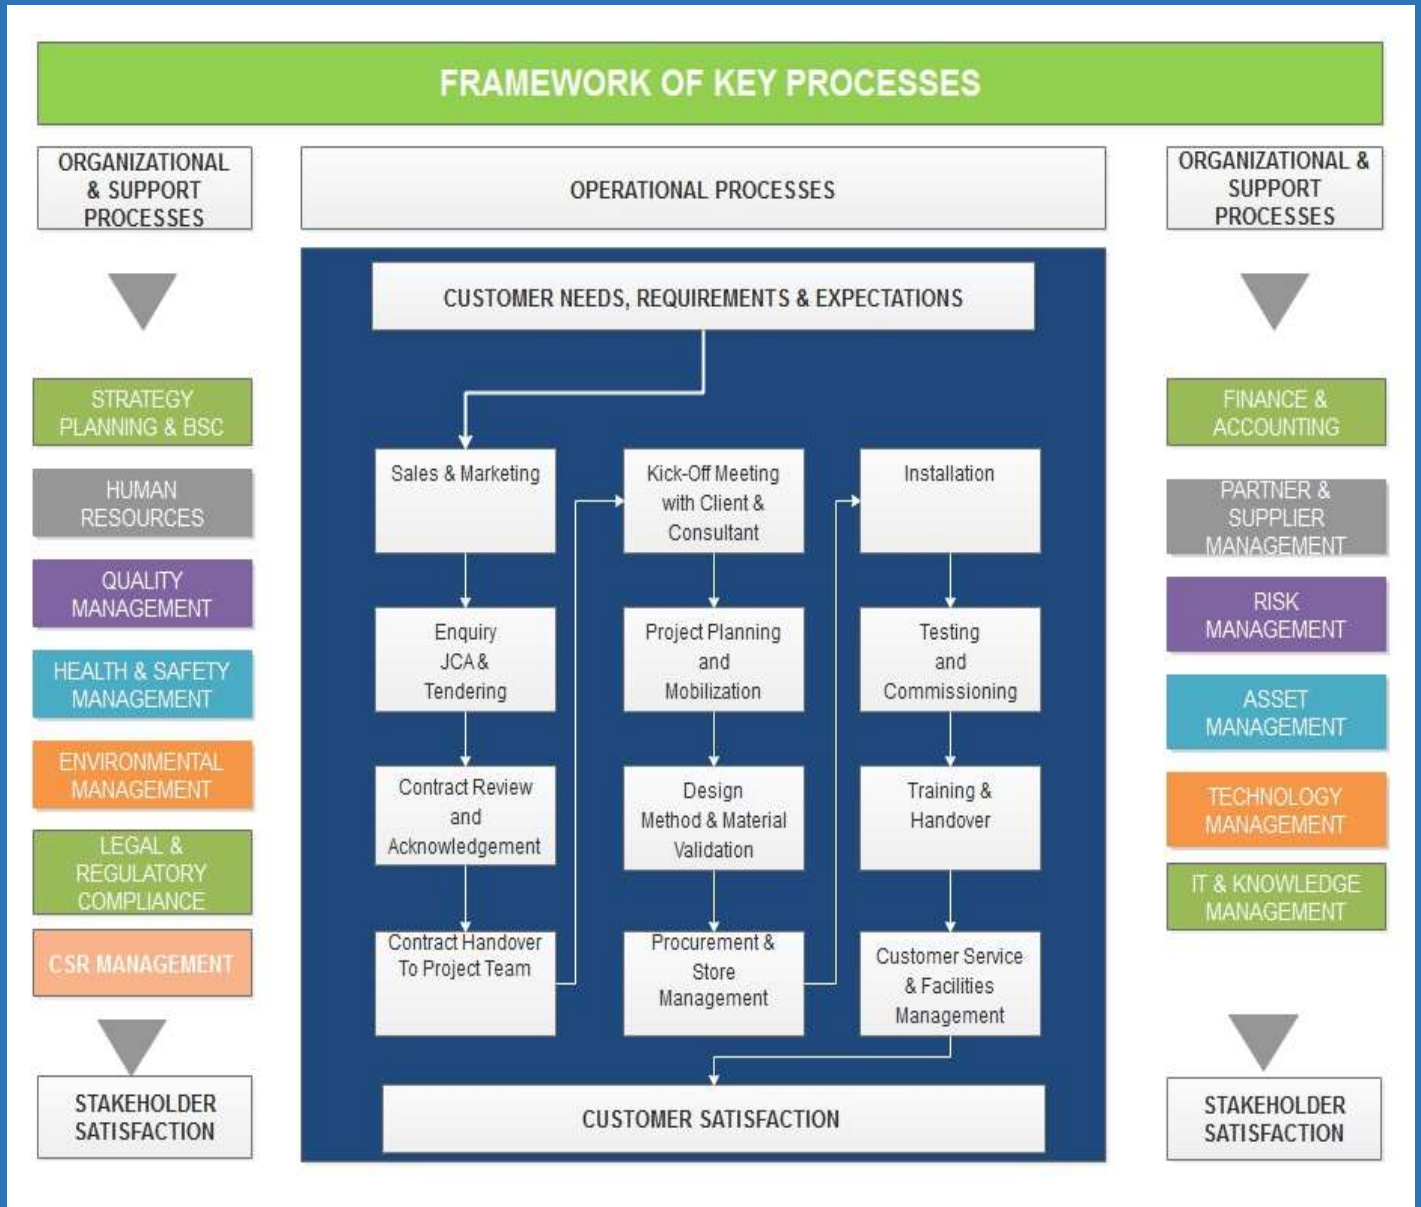 FRAMEWORK OF KEY PROCESSES
ORGANIZATIONAL
& SUPPORT
PROCESSES
OPERATIONAL PROCESSES
ORGANIZATIONAL &
SUPPORT
PROCESSES
STRATEGY
PLANNING & BSC
HUMAN
RESOURCES
QUALITY
MANAGEMENT
HEALTH & SAFETY
MANAGEMENT
ENVIRONMENTAL
MANAGEMENT
LEGAL &
REGULATORY
COMPLIANCE
CSR MANAGEMENT
STAKEHOLDER
SATISFACTION
CUSTOMER NEEDS, REQUIREMENTS & EXPECTATIONS
Sales & Marketing
Enquiry
JCA &
Tendering
Contract Review
and
Acknowledgement
Contract Handover
To Project Team
Kick-Off Meeting
with Client &
Consultant
Project Planning
and
Mobilization
Design
Method & Material
Validation
Procurement &
Store
Management
Installation
Testing
and
Commissioning
Training &
Handover
Customer Service
& Facilities
Management
CUSTOMER SATISFACTION
FINANCE &
ACCOUNTING
PARTNER &
SUPPLIER
MANAGEMENT
RISK
MANAGEMENT
ASSET
MANAGEMENT
TECHNOLOGY
MANAGEMENT
IT & KNOWLEDGE
MANAGEMENT
STAKEHOLDER
SATISFACTION